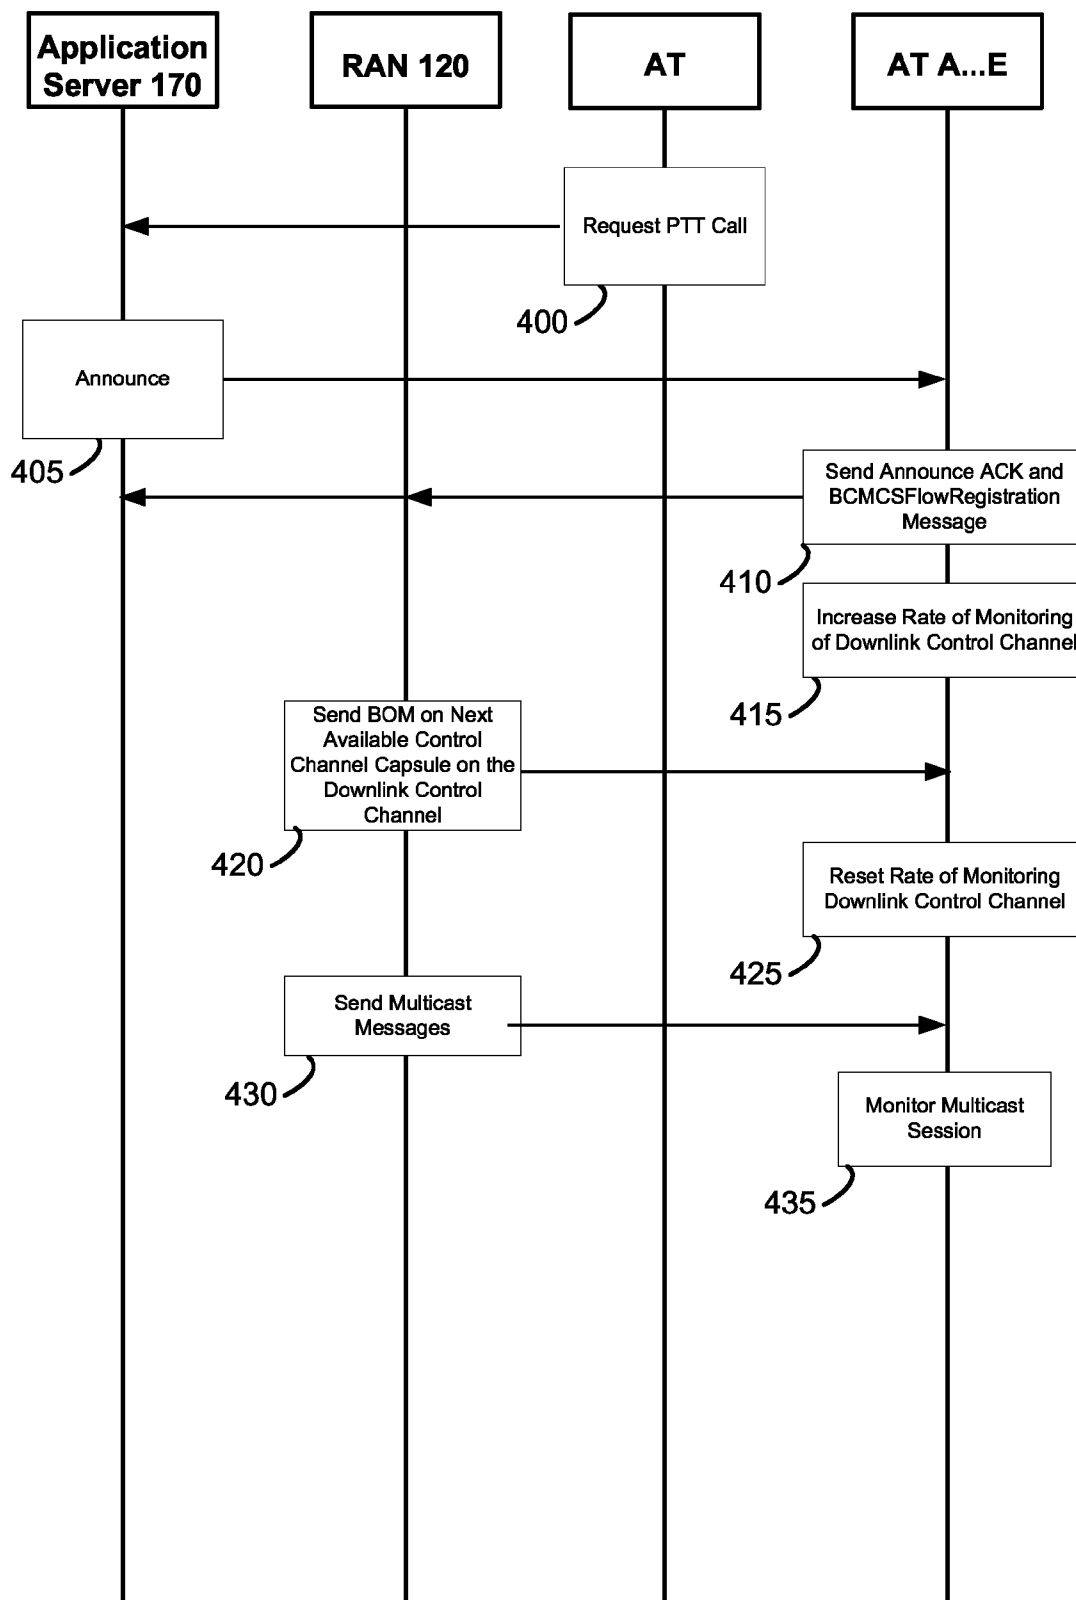 Application
Server 170
RAN 120
AT
AT A...E
Request PTT Call
400
Announce
405
Send Announce ACK and
BCMCSFlowRegistration
Message
410
Increase Rate of Monitoring
of Downlink Control Channel
415
Send BOM on Next
Available Control
Channel Capsule on the
Downlink Control
Channel
420
Reset Rate of Monitoring
Downlink Control Channel
425
Send Multicast
Messages
430
Monitor Multicast
Session
435